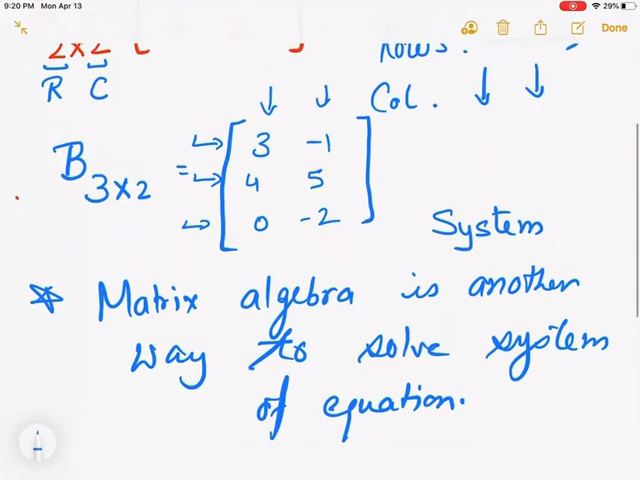 9:20 PM Mon Apr 13
29%
Done
2x2 [ ]
Rows.
R C
Col. ↓ ↓
B 3x2 = [ 3 -1
4 5
0 -2 ]
System
* Matrix algebra is another
way to solve system
of equation.